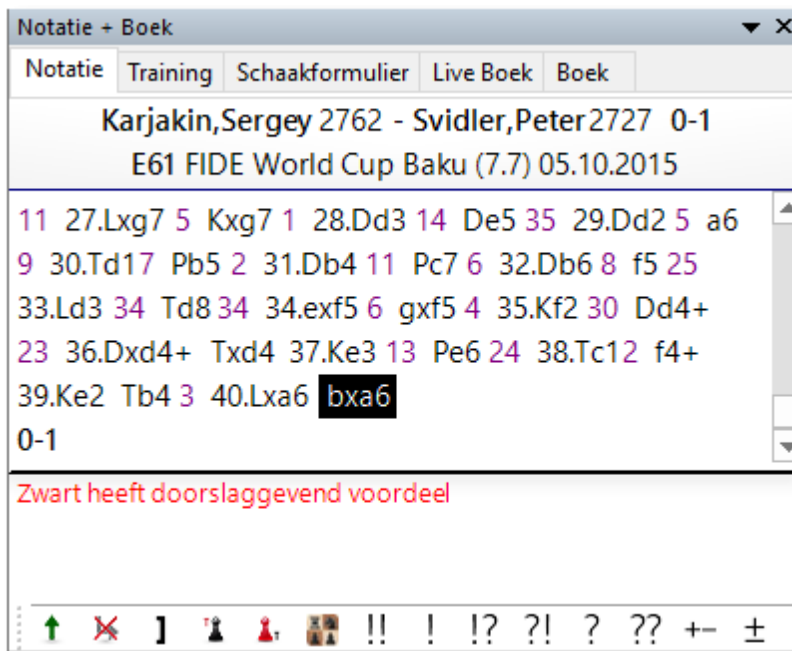 Notatie + Boek
Notatie Training Schaakformulier Live Boek Boek
Karjakin,Sergey 2762 - Svidler,Peter2727 0-1
E61 FIDE World Cup Baku (7.7) 05.10.2015
11 27.Lxg7 5 Kxg7 1 28.Dd3 14 De5 35 29.Dd2 5 a6
9 30.Td17 Pb5 2 31.Db4 11 Pc7 6 32.Db6 8 f5 25
33.Ld3 34 Td8 34 34.exf5 6 gxf5 4 35.Kf2 30 Dd4+
23 36.Dxd4+ Txd4 37.Ke3 13 Pe6 24 38.Tc12 f4+
39.Ke2 Tb4 3 40.Lxa6 bxa6
0-1
Zwart heeft doorslaggevend voordeel
] !! ! !? ?! ? ?? +− ±